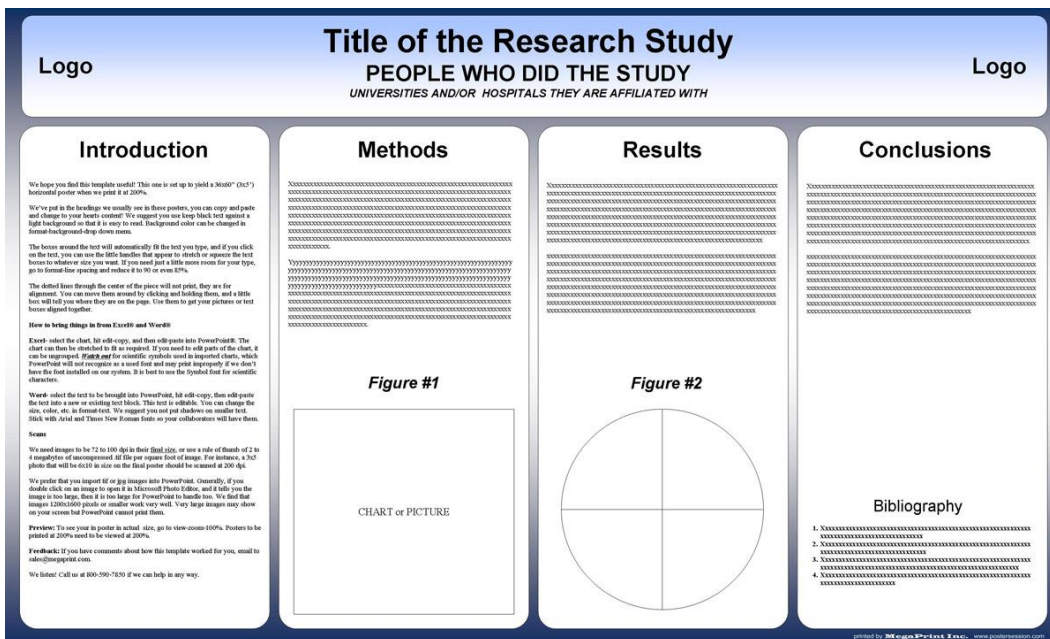 Logo
Title of the Research Study
PEOPLE WHO DID THE STUDY
UNIVERSITIES AND/OR HOSPITALS THEY ARE AFFILIATED WITH
Logo
Introduction
We hope you find this template useful! This one is set up to yield a 36x60" (3x5')
horizontal poster when we print it at 200%.
We've put in the headings we usually see in these posters, you can copy and paste
and change to your hearts content! We suggest you use keep black text against a
light background so that it is easy to read. Background color can be changed in
format-background-drop down menu.
The boxes around the text will automatically fit the text you type, and if you click
on the text, you can use the little handles that appear to stretch or squeeze the text
boxes to whatever size you want. If you need just a little more room for your type,
go to format-line spacing and reduce it to 90 or even 85%.
The dotted lines through the center of the piece will not print, they are for
alignment. You can move them around by clicking and holding them, and a little
box will tell you where they are on the page. Use them to get your pictures or text
boxes aligned together.
How to bring things in from Excel® and Word®
Excel- select the chart, hit edit-copy, and then edit-paste into PowerPoint®. The
chart can then be stretched to fit as required. If you need to edit parts of the chart, it
can be ungrouped. Watch out for scientific symbols used in imported charts, which
PowerPoint will not recognize as a used font and may print improperly if we don't
have the font installed on our system. It is best to use the Symbol font for scientific
characters.
Word- select the text to be brought into PowerPoint, hit edit-copy, then edit-paste
the text into a new or existing text block. This text is editable. You can change the
size, color, etc. in format-text. We suggest you not put shadows on smaller text.
Stick with Arial and Times New Roman fonts so your collaborators will have them.
Scans
We need images to be 72 to 100 dpi in their final size, or use a rule of thumb of 2 to
4 megabytes of uncompressed .tif file per square foot of image. For instance, a 3x5
photo that will be 6x10 in size on the final poster should be scanned at 200 dpi.
We prefer that you import tif or jpg images into PowerPoint. Generally, if you
double click on an image to open it in Microsoft Photo Editor, and it tells you the
image is too large, then it is too large for PowerPoint to handle too. We find that
images 1200x1600 pixels or smaller work very well. Very large images may show
on your screen but PowerPoint cannot print them.
Preview: To see your in poster in actual size, go to view-zoom-100%. Posters to be
printed at 200% need to be viewed at 200%.
Feedback: If you have comments about how this template worked for you, email to
sales@megaprint.com.
We listen! Call us at 800-590-7850 if we can help in any way.
Methods
Figure #1
CHART or PICTURE
Results
Figure #2
Conclusions
Bibliography
1.
2.
3.
4.
printed by MegaPrint Inc. www.postersession.com